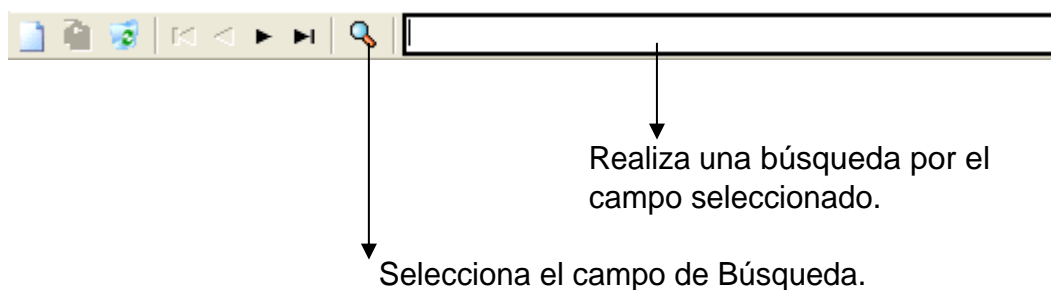 Realiza una búsqueda por el
campo seleccionado.
Selecciona el campo de Búsqueda.